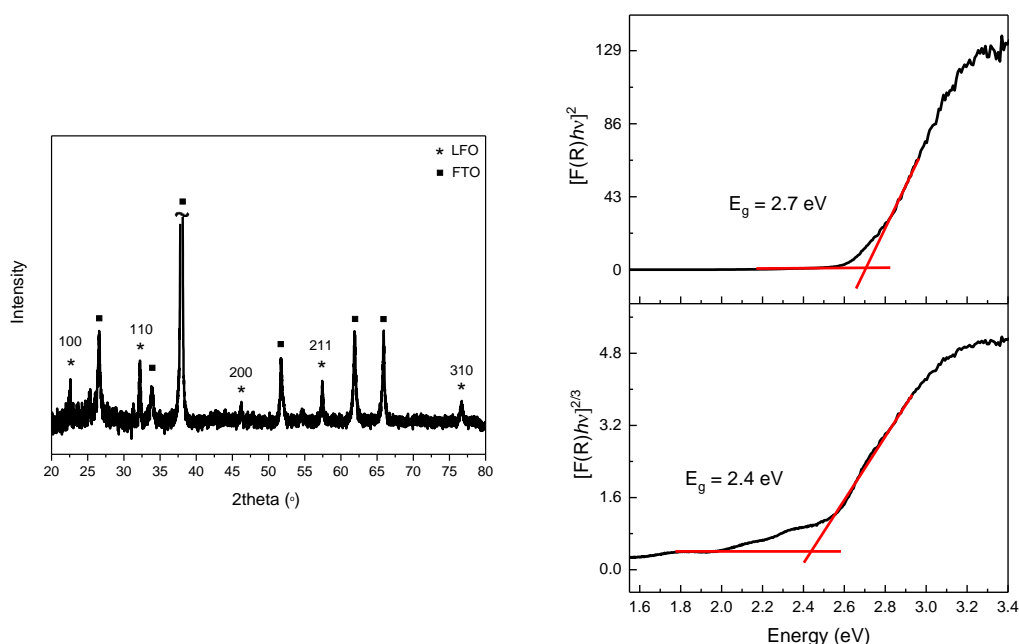 * LFO
■ FTO
100
110
200
211
310
Intensity
20 25 30 35 40 45 50 55 60 65 70 75 80
2theta (°)
129
86
43
0
[F(R)hν]²
E_g = 2.7 eV
4.8
3.2
1.6
0.0
[F(R)hν]^2/3
E_g = 2.4 eV
1.6 1.8 2.0 2.2 2.4 2.6 2.8 3.0 3.2 3.4
Energy (eV)